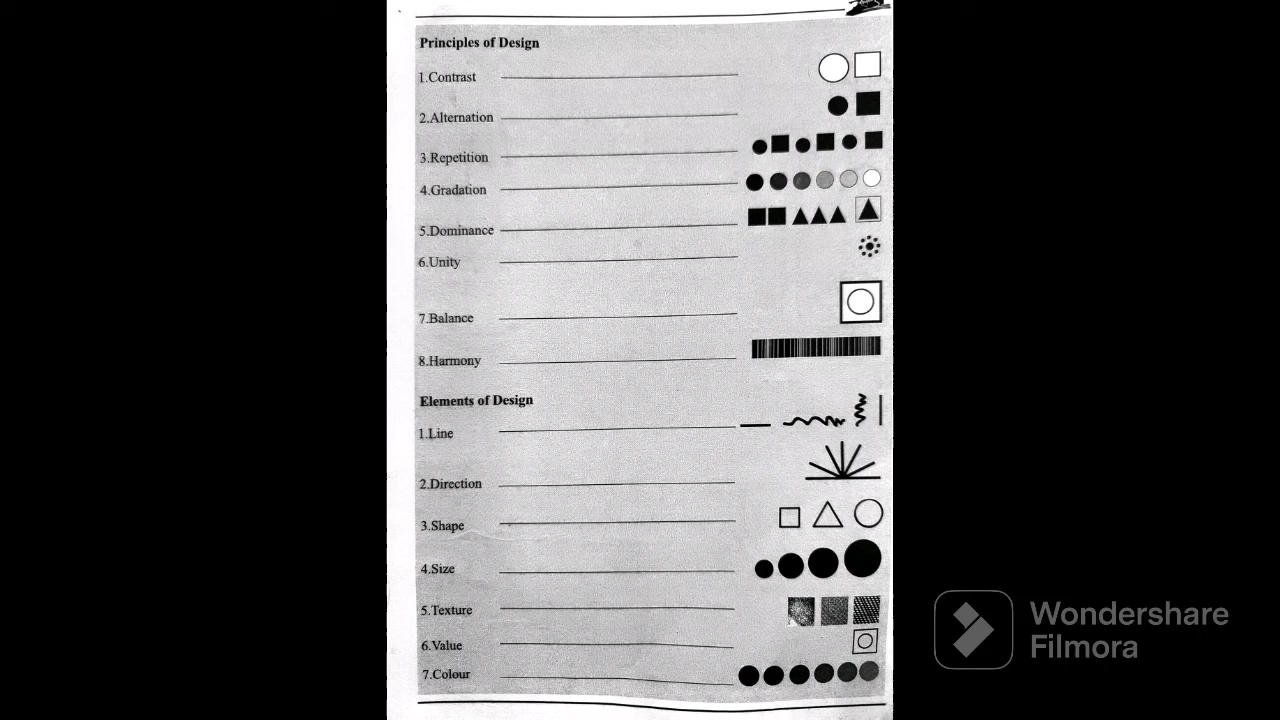 Principles of Design
1.Contrast
2.Alternation
3.Repetition
4.Gradation
5.Dominance
6.Unity
7.Balance
8.Harmony
Elements of Design
1.Line
2.Direction
3.Shape
4.Size
5.Texture
6.Value
7.Colour
Wondershare
Filmora